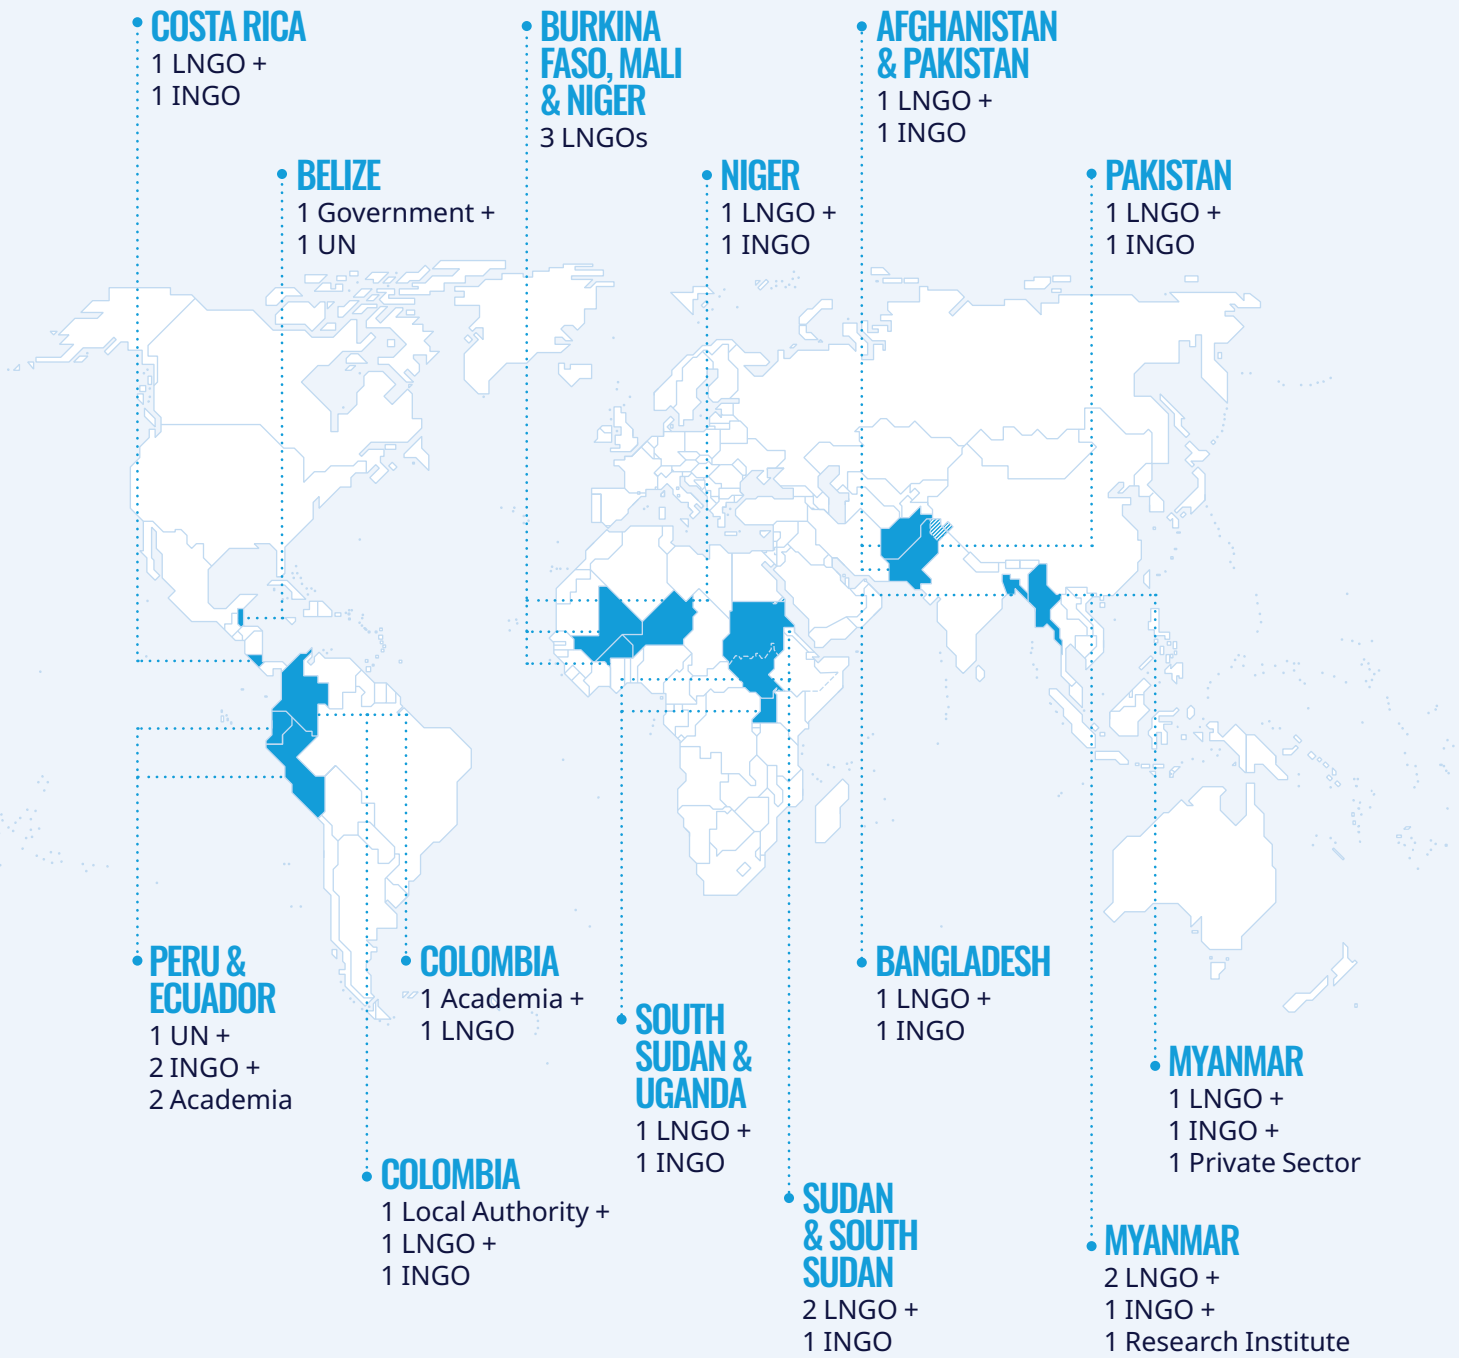 COSTA RICA
1 LNGO +
1 INGO
BURKINA
FASO, MALI
& NIGER
3 LNGOs
AFGHANISTAN
& PAKISTAN
1 LNGO +
1 INGO
BELIZE
1 Government +
1 UN
NIGER
1 LNGO +
1 INGO
PAKISTAN
1 LNGO +
1 INGO
PERU &
ECUADOR
1 UN +
2 INGO +
2 Academia
COLOMBIA
1 Academia +
1 LNGO
SOUTH
SUDAN &
UGANDA
1 LNGO +
1 INGO
BANGLADESH
1 LNGO +
1 INGO
MYANMAR
1 LNGO +
1 INGO +
1 Private Sector
COLOMBIA
1 Local Authority +
1 LNGO +
1 INGO
SUDAN
& SOUTH
SUDAN
2 LNGO +
1 INGO
MYANMAR
2 LNGO +
1 INGO +
1 Research Institute